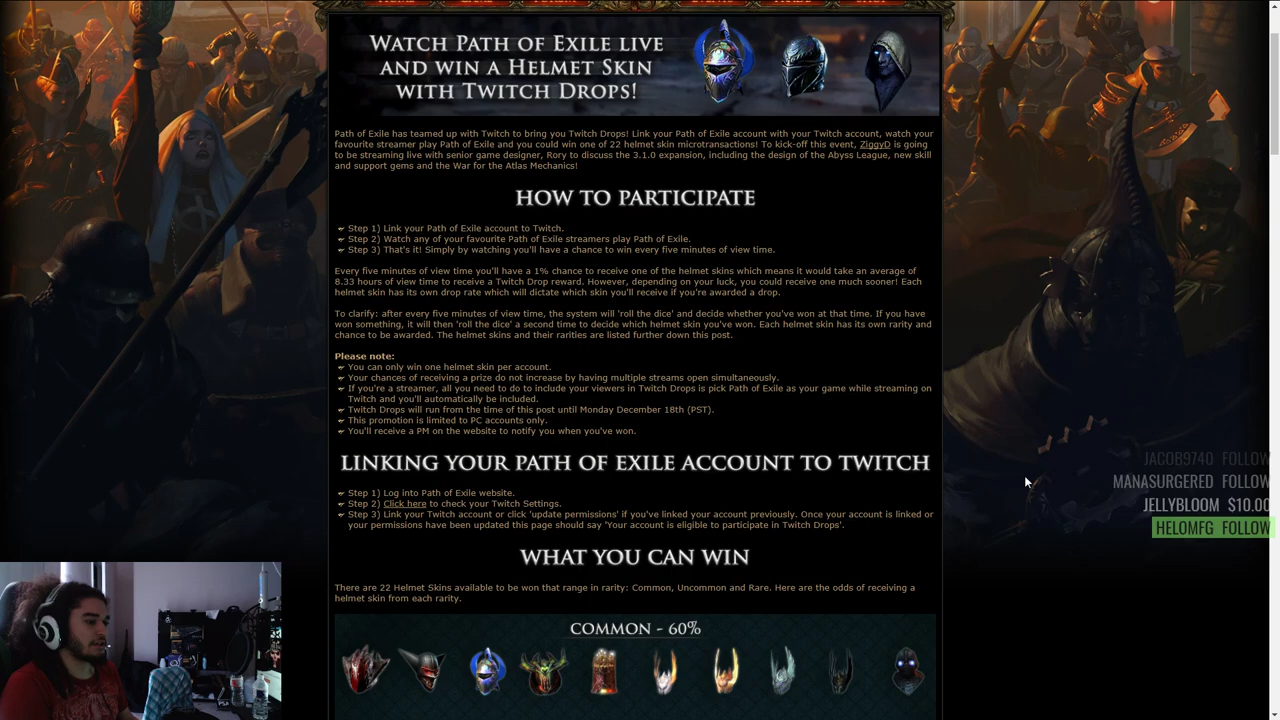 HOME GAME FORUM EVENTS TRADE SHOP
WATCH PATH OF EXILE LIVE
AND WIN A HELMET SKIN
WITH TWITCH DROPS!
Path of Exile has teamed up with Twitch to bring you Twitch Drops! Link your Path of Exile account with your Twitch account, watch your
favourite streamer play Path of Exile and you could win one of 22 helmet skin microtransactions! To kick-off this event, ZiggyD is going
to be streaming live with senior game designer, Rory to discuss the 3.1.0 expansion, including the design of the Abyss League, new skill
and support gems and the War for the Atlas Mechanics!
HOW TO PARTICIPATE
Step 1) Link your Path of Exile account to Twitch.
Step 2) Watch any of your favourite Path of Exile streamers play Path of Exile.
Step 3) That's it! Simply by watching you'll have a chance to win every five minutes of view time.
Every five minutes of view time you'll have a 1% chance to receive one of the helmet skins which means it would take an average of
8.33 hours of view time to receive a Twitch Drop reward. However, depending on your luck, you could receive one much sooner! Each
helmet skin has its own drop rate which will dictate which skin you'll receive if you're awarded a drop.
To clarify: after every five minutes of view time, the system will 'roll the dice' and decide whether you've won at that time. If you have
won something, it will then 'roll the dice' a second time to decide which helmet skin you've won. Each helmet skin has its own rarity and
chance to be awarded. The helmet skins and their rarities are listed further down this post.
Please note:
You can only win one helmet skin per account.
Your chances of receiving a prize do not increase by having multiple streams open simultaneously.
If you're a streamer, all you need to do to include your viewers in Twitch Drops is pick Path of Exile as your game while streaming on
Twitch and you'll automatically be included.
Twitch Drops will run from the time of this post until Monday December 18th (PST).
This promotion is limited to PC accounts only.
You'll receive a PM on the website to notify you when you've won.
LINKING YOUR PATH OF EXILE ACCOUNT TO TWITCH
JACOB9740 FOLLOW
MANASURGERED FOLLOW
JELLYBLOOM $10.00
HELOMFG FOLLOW
Step 1) Log into Path of Exile website.
Step 2) Click here to check your Twitch Settings.
Step 3) Link your Twitch account or click 'update permissions' if you've linked your account previously. Once your account is linked or
your permissions have been updated this page should say 'Your account is eligible to participate in Twitch Drops'.
WHAT YOU CAN WIN
There are 22 Helmet Skins available to be won that range in rarity: Common, Uncommon and Rare. Here are the odds of receiving a
helmet skin from each rarity.
COMMON - 60%